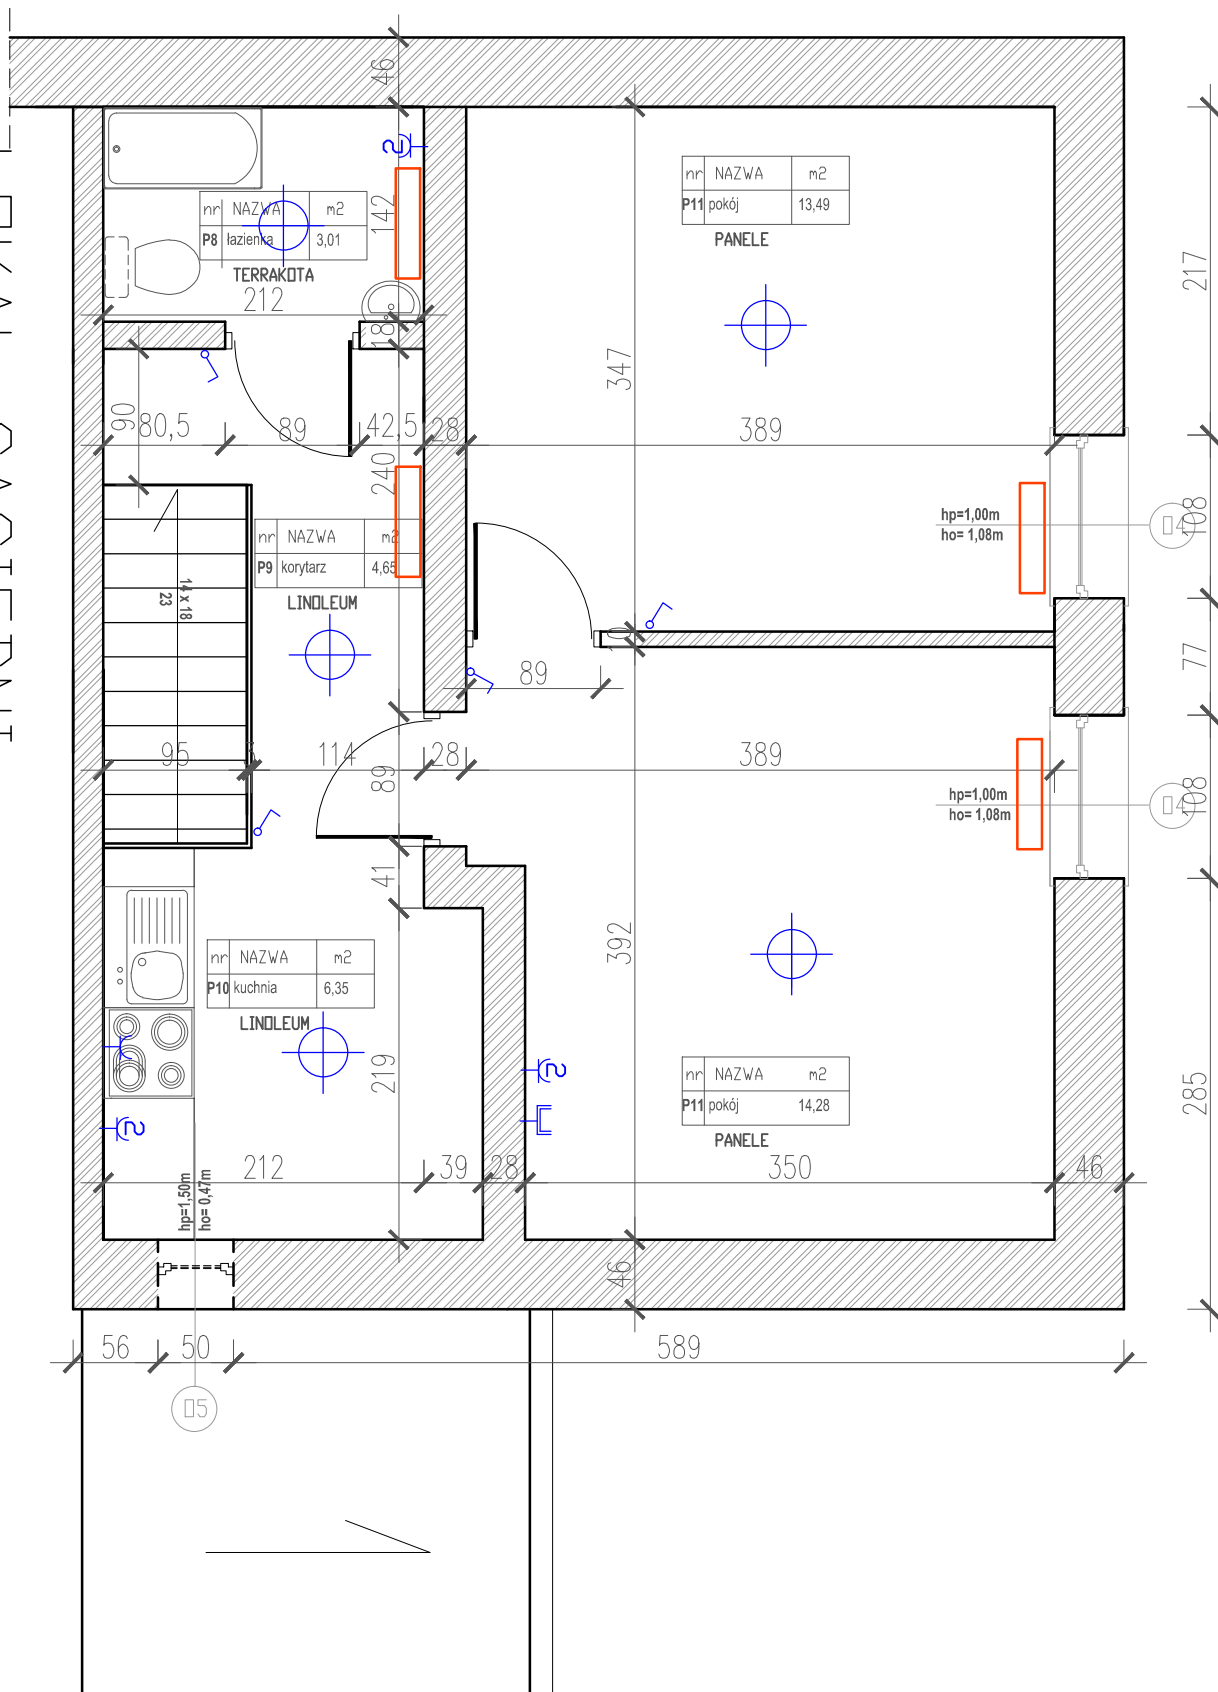 46
nr NAZWA m2
P8 łazienka 3,01
TERRAKOTA
142
212
18
nr NAZWA m2
P11 pokój 13,49
PANELE
217
347
90
80,5
89
42,5
28
389
240
hp=1,00m
ho= 1,08m
108
nr NAZWA m2
P9 korytarz 4,65
LINOLEUM
14 x 18
23
89
77
95
114
28
389
89
hp=1,00m
ho= 1,08m
108
41
392
nr NAZWA m2
P10 kuchnia 6,35
LINOLEUM
219
nr NAZWA m2
P11 pokój 14,28
PANELE
285
212
39
28
350
46
hp=1,50m
ho= 0,47m
46
56
50
589